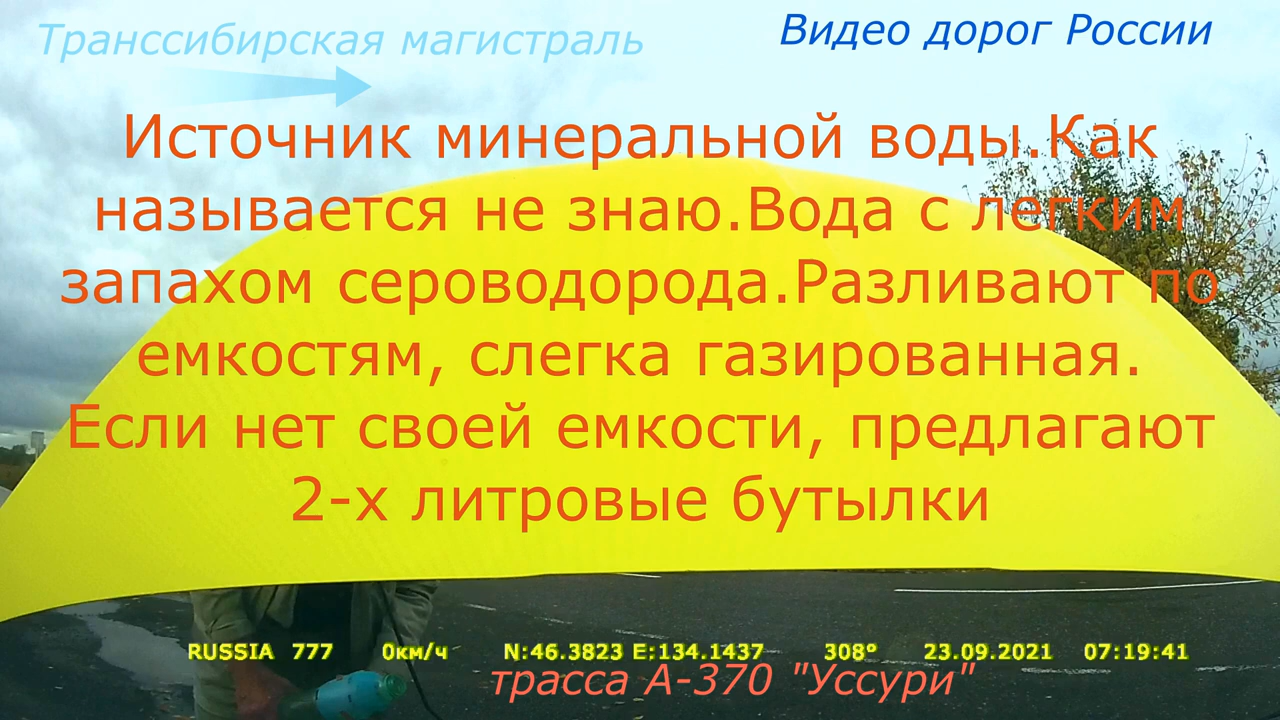 Транссибирская магистраль
Видео дорог России
Источник минеральной воды.Как
называется не знаю.Вода с легким
запахом сероводорода.Разливают по
емкостям, слегка газированная.
Если нет своей емкости, предлагают
2-х литровые бутылки
RUSSIA 777 0км/ч N:46.3823 E:134.1437 308° 23.09.2021 07:19:41
трасса А-370 "Уссури"